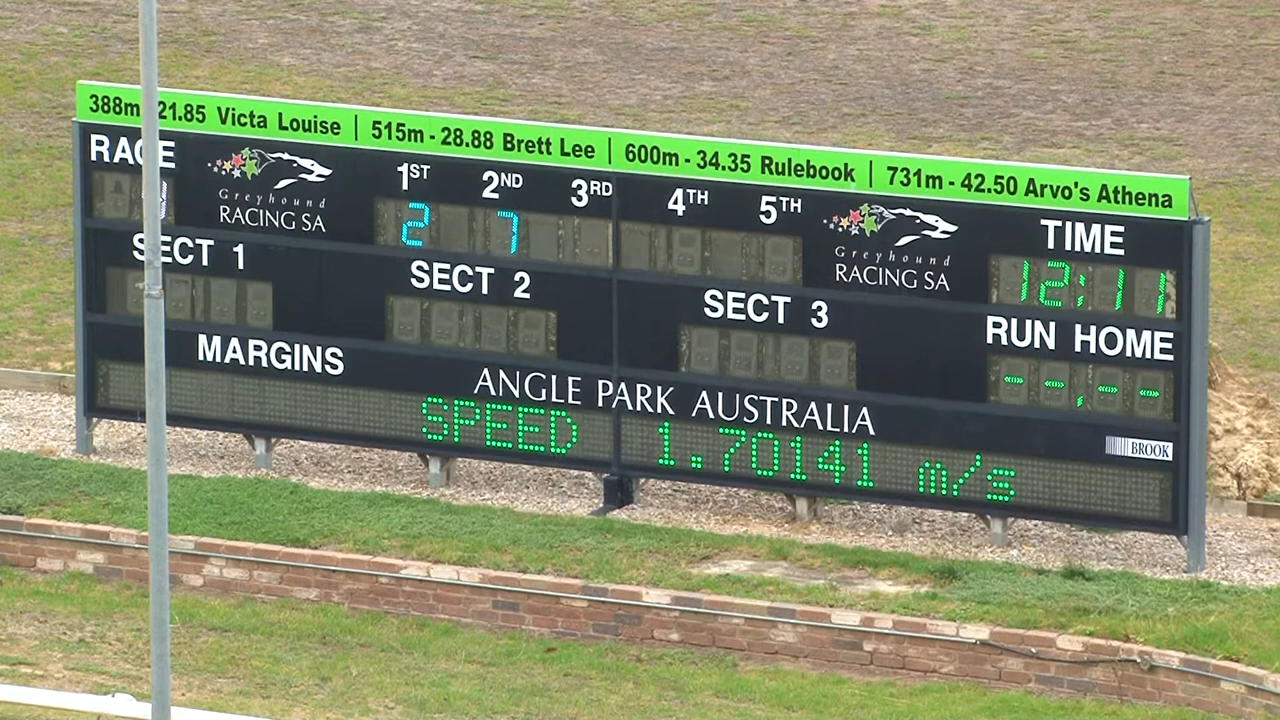 388m 21.85 Victa Louise | 515m - 28.88 Brett Lee | 600m - 34.35 Rulebook | 731m - 42.50 Arvo's Athena
RACE
Greyhound
RACING SA
1ST 2ND 3RD 4TH 5TH
2 7
Greyhound
RACING SA
TIME
12:11
SECT 1
SECT 2
SECT 3
RUN HOME
--.--
MARGINS
ANGLE PARK AUSTRALIA
BROOK
SPEED 1.70141 m/s